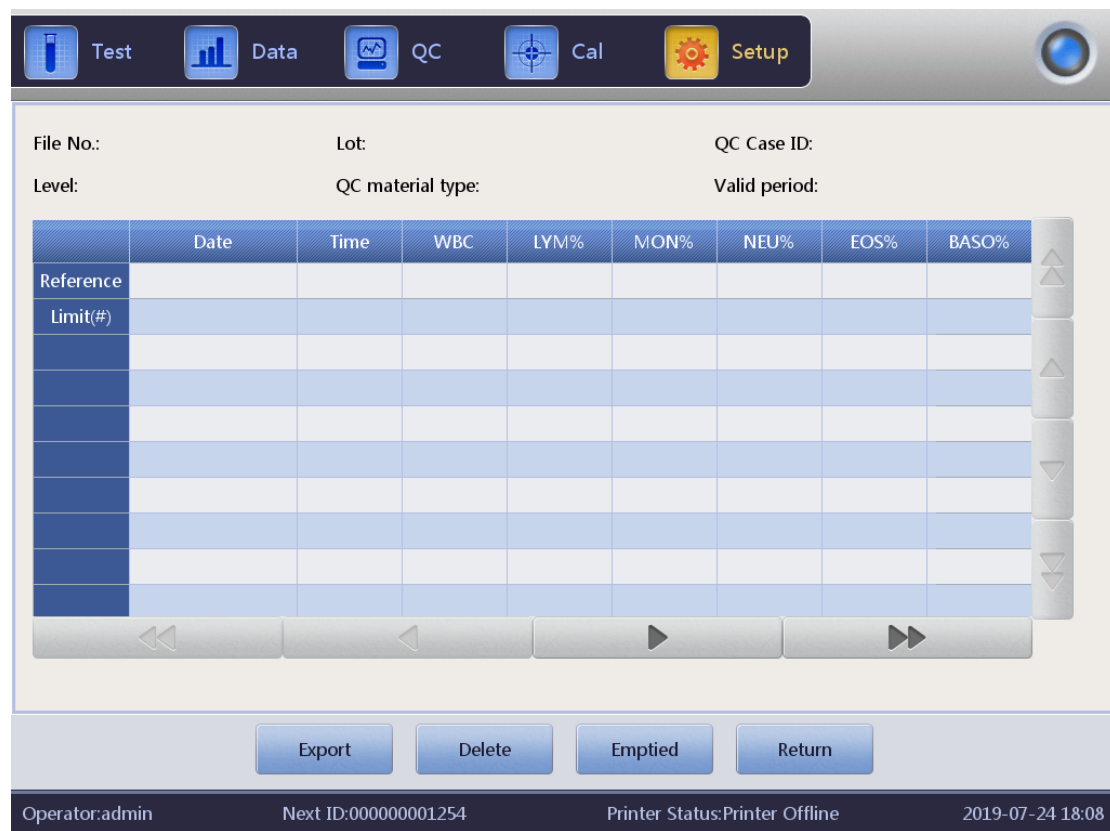 Test Data QC Cal Setup
File No.: Lot: QC Case ID:
Level: QC material type: Valid period:
Date Time WBC LYM% MON% NEU% EOS% BASO%
Reference
Limit(#)
Export Delete Emptied Return
Operator:admin Next ID:000000001254 Printer Status:Printer Offline 2019-07-24 18:08